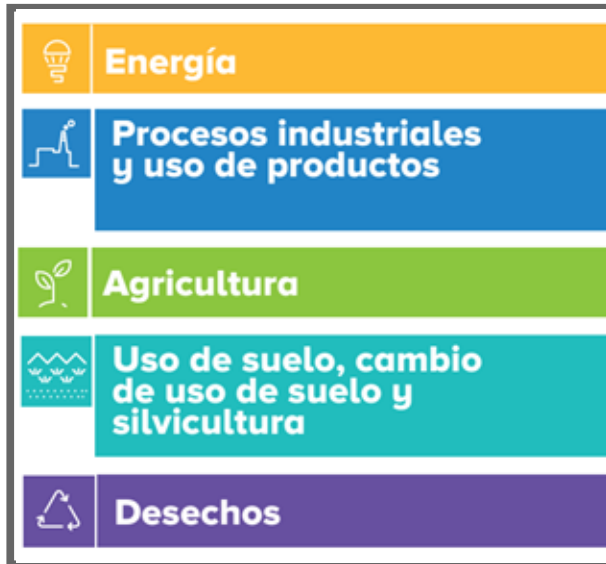 Energía
Procesos industriales
y uso de productos
Agricultura
Uso de suelo, cambio
de uso de suelo y
silvicultura
Desechos